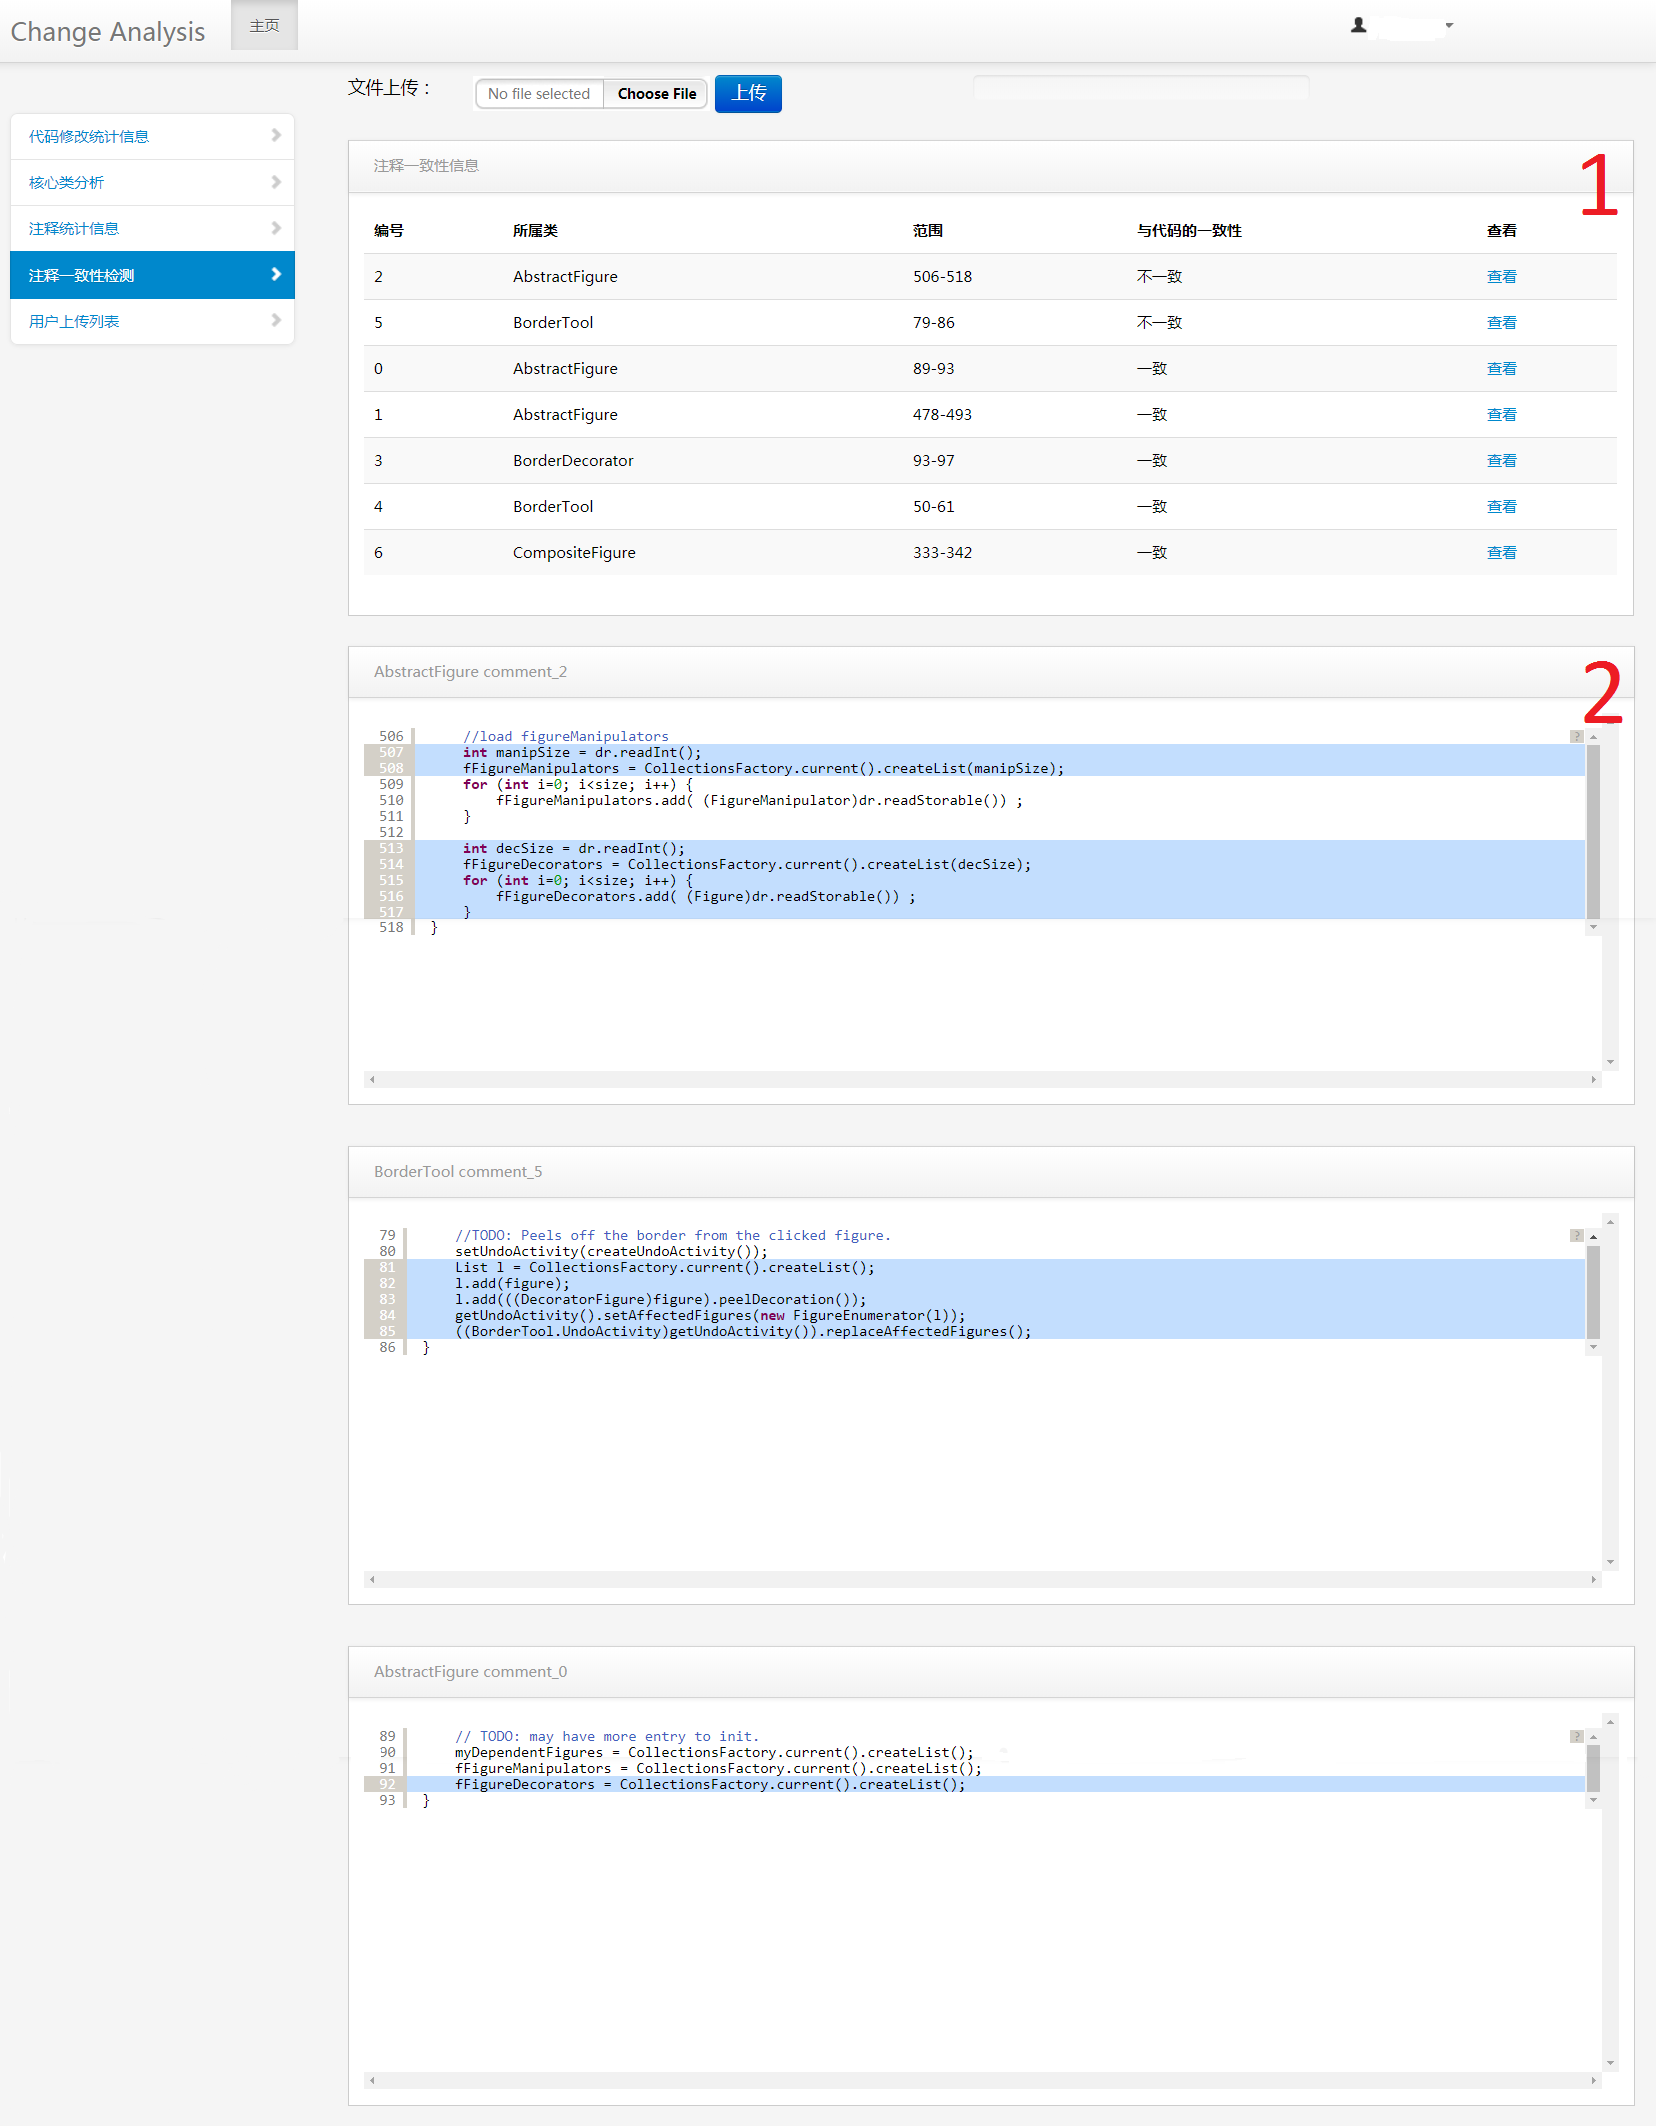 Change Analysis 主页
文件上传： No file selected Choose File 上传
代码修改统计信息
核心类分析
注释统计信息
注释一致性检测
用户上传列表
注释一致性信息 1
编号 所属类 范围 与代码的一致性 查看
2 AbstractFigure 506-518 不一致 查看
5 BorderTool 79-86 不一致 查看
0 AbstractFigure 89-93 一致 查看
1 AbstractFigure 478-493 一致 查看
3 BorderDecorator 93-97 一致 查看
4 BorderTool 50-61 一致 查看
6 CompositeFigure 333-342 一致 查看
AbstractFigure comment_2 2
506 //load figureManipulators ?
507 int manipSize = dr.readInt();
508 fFigureManipulators = CollectionsFactory.current().createList(manipSize);
509 for (int i=0; i<size; i++) {
510 fFigureManipulators.add( (FigureManipulator)dr.readStorable()) ;
511 }
512
513 int decSize = dr.readInt();
514 fFigureDecorators = CollectionsFactory.current().createList(decSize);
515 for (int i=0; i<size; i++) {
516 fFigureDecorators.add( (Figure)dr.readStorable()) ;
517 }
518 }
BorderTool comment_5
79 //TODO: Peels off the border from the clicked figure. ?
80 setUndoActivity(createUndoActivity());
81 List l = CollectionsFactory.current().createList();
82 l.add(figure);
83 l.add(((DecoratorFigure)figure).peelDecoration());
84 getUndoActivity().setAffectedFigures(new FigureEnumerator(l));
85 ((BorderTool.UndoActivity)getUndoActivity()).replaceAffectedFigures();
86 }
AbstractFigure comment_0
89 // TODO: may have more entry to init. ?
90 myDependentFigures = CollectionsFactory.current().createList();
91 fFigureManipulators = CollectionsFactory.current().createList();
92 fFigureDecorators = CollectionsFactory.current().createList();
93 }